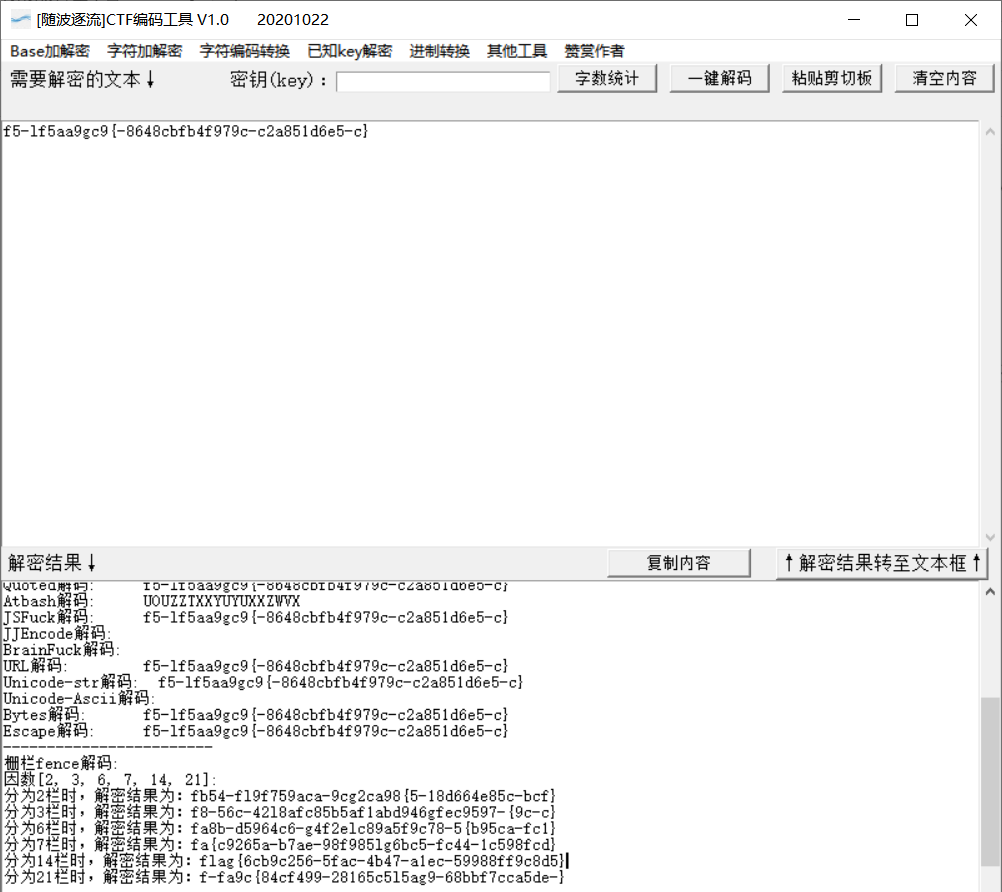 [随波逐流]CTF编码工具 V1.0 20201022
Base加解密 字符加解密 字符编码转换 已知key解密 进制转换 其他工具 赞赏作者
需要解密的文本↓ 密钥(key)： 字数统计 一键解码 粘贴剪切板 清空内容
f5-lf5aa9gc9{-8648cbfb4f979c-c2a851d6e5-c}
解密结果↓ 复制内容 ↑解密结果转至文本框↑
Quoted解码: f5-lf5aa9gc9{-8648cbfb4f979c-c2a851d6e5-c}
Atbash解码: UOUZZTXXYUYUXXZWVX
JSFuck解码: f5-lf5aa9gc9{-8648cbfb4f979c-c2a851d6e5-c}
JJEncode解码:
BrainFuck解码:
URL解码: f5-lf5aa9gc9{-8648cbfb4f979c-c2a851d6e5-c}
Unicode-str解码: f5-lf5aa9gc9{-8648cbfb4f979c-c2a851d6e5-c}
Unicode-Ascii解码:
Bytes解码: f5-lf5aa9gc9{-8648cbfb4f979c-c2a851d6e5-c}
Escape解码: f5-lf5aa9gc9{-8648cbfb4f979c-c2a851d6e5-c}
------------------------
栅栏fence解码:
因数[2, 3, 6, 7, 14, 21]:
分为2栏时，解密结果为：fb54-fl9f759aca-9cg2ca98{5-18d664e85c-bcf}
分为3栏时，解密结果为：f8-56c-42l8afc85b5af1abd946gfec9597-{9c-c}
分为6栏时，解密结果为：fa8b-d5964c6-g4f2elc89a5f9c78-5{b95ca-fc1}
分为7栏时，解密结果为：fa{c9265a-b7ae-98f985lg6bc5-fc44-1c598fcd}
分为14栏时，解密结果为：flag{6cb9c256-5fac-4b47-a1ec-59988ff9c8d5}
分为21栏时，解密结果为：f-fa9c{84cf499-28165c5l5ag9-68bbf7cca5de-}